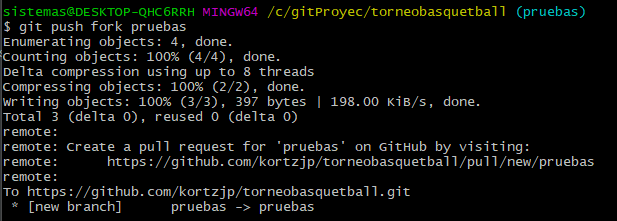 sistemas@DESKTOP-QHC6RRH MINGW64 /c/gitProyec/torneobasquetball (pruebas)
$ git push fork pruebas
Enumerating objects: 4, done.
Counting objects: 100% (4/4), done.
Delta compression using up to 8 threads
Compressing objects: 100% (2/2), done.
Writing objects: 100% (3/3), 397 bytes | 198.00 KiB/s, done.
Total 3 (delta 0), reused 0 (delta 0)
remote:
remote: Create a pull request for 'pruebas' on GitHub by visiting:
remote:      https://github.com/kortzjp/torneobasquetball/pull/new/pruebas
remote:
To https://github.com/kortzjp/torneobasquetball.git
 * [new branch]      pruebas -> pruebas